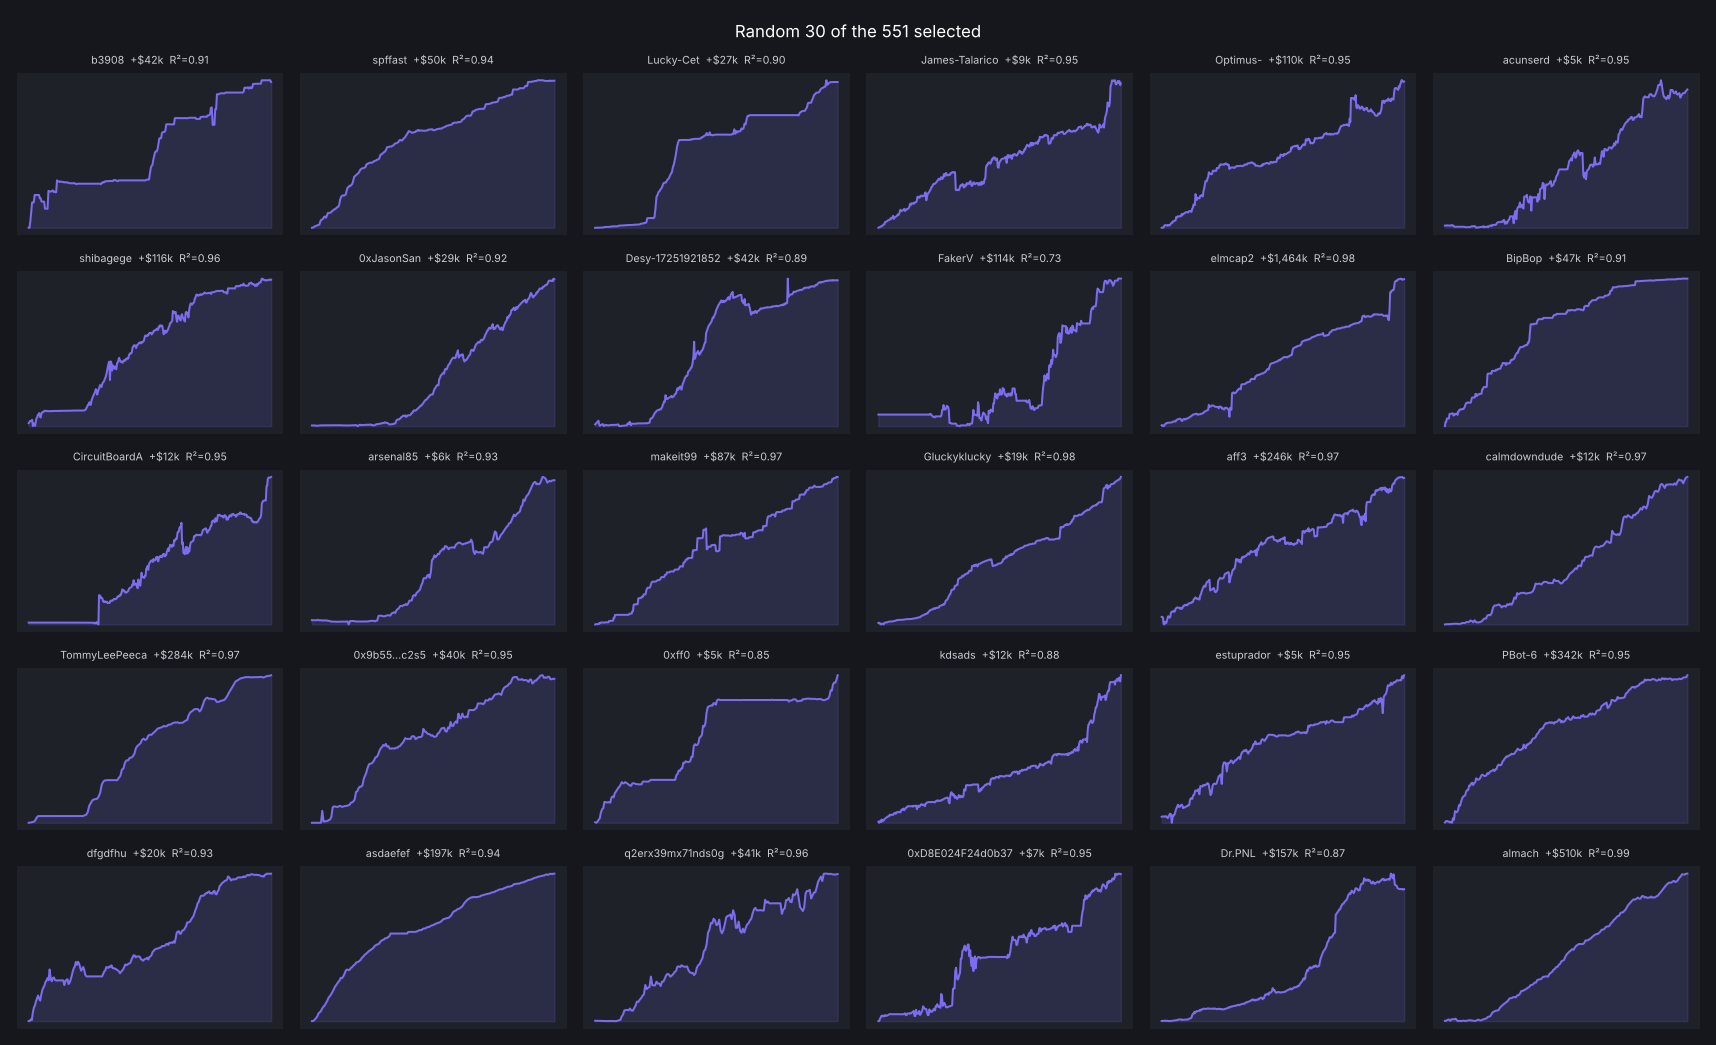 Random 30 of the 551 selected
b3908 +$42k R²=0.91
spffast +$50k R²=0.94
Lucky-Cet +$27k R²=0.90
James-Talarico +$9k R²=0.95
Optimus- +$110k R²=0.95
acunserd +$5k R²=0.95
shibagege +$116k R²=0.96
0xJasonSan +$29k R²=0.92
Desy-17251921852 +$42k R²=0.89
FakerV +$114k R²=0.73
elmcap2 +$1,464k R²=0.98
BipBop +$47k R²=0.91
CircuitBoardA +$12k R²=0.95
arsenal85 +$6k R²=0.93
makeit99 +$87k R²=0.97
Gluckyklucky +$19k R²=0.98
aff3 +$246k R²=0.97
calmdowndude +$12k R²=0.97
TommyLeePeeca +$284k R²=0.97
0x9b55...c2s5 +$40k R²=0.95
0xff0 +$5k R²=0.85
kdsads +$12k R²=0.88
estuprador +$5k R²=0.95
PBot-6 +$342k R²=0.95
dfgdfhu +$20k R²=0.93
asdaefef +$197k R²=0.94
q2erx39mx71nds0g +$41k R²=0.96
0xD8E024F24d0b37 +$7k R²=0.95
Dr.PNL +$157k R²=0.87
almach +$510k R²=0.99